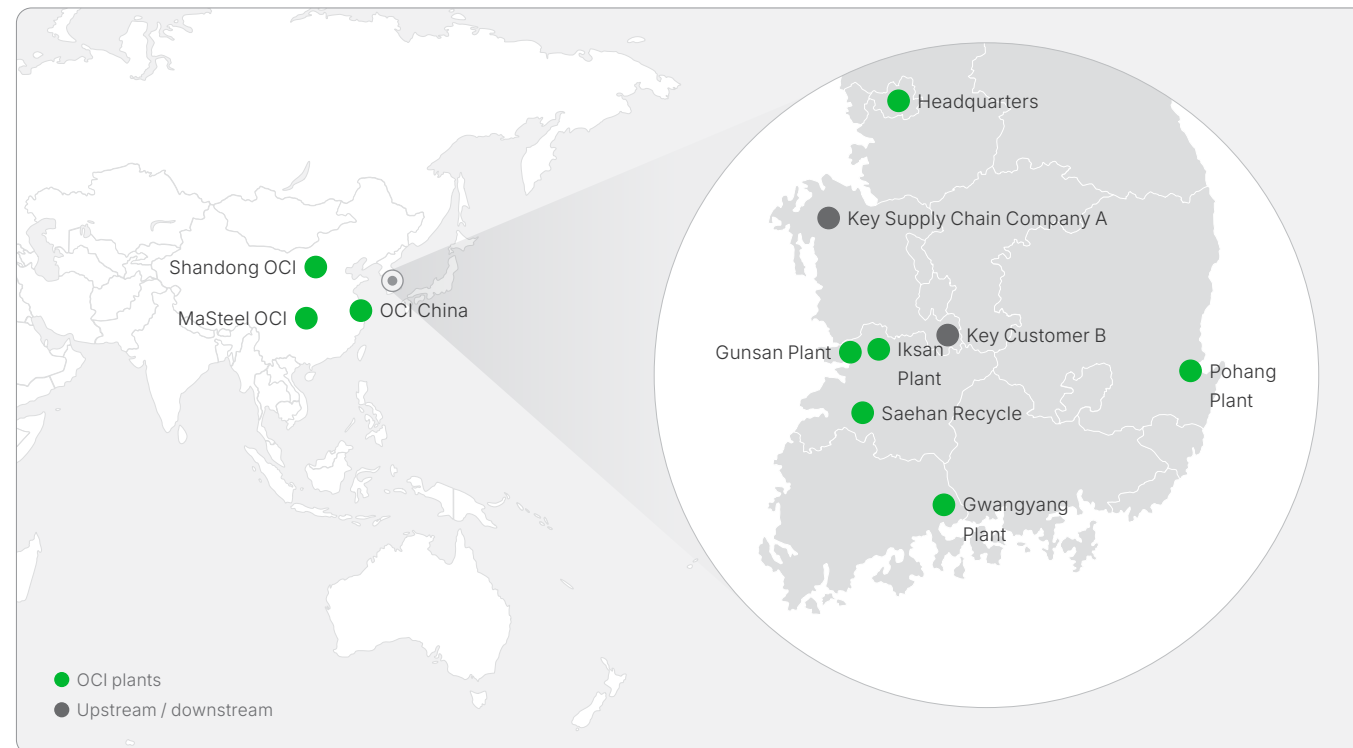 Headquarters
Key Supply Chain Company A
Shandong OCI
MaSteel OCI
OCI China
Key Customer B
Gunsan Plant
Iksan
Plant
Pohang
Plant
Saehan Recycle
Gwangyang
Plant
OCI plants
Upstream / downstream